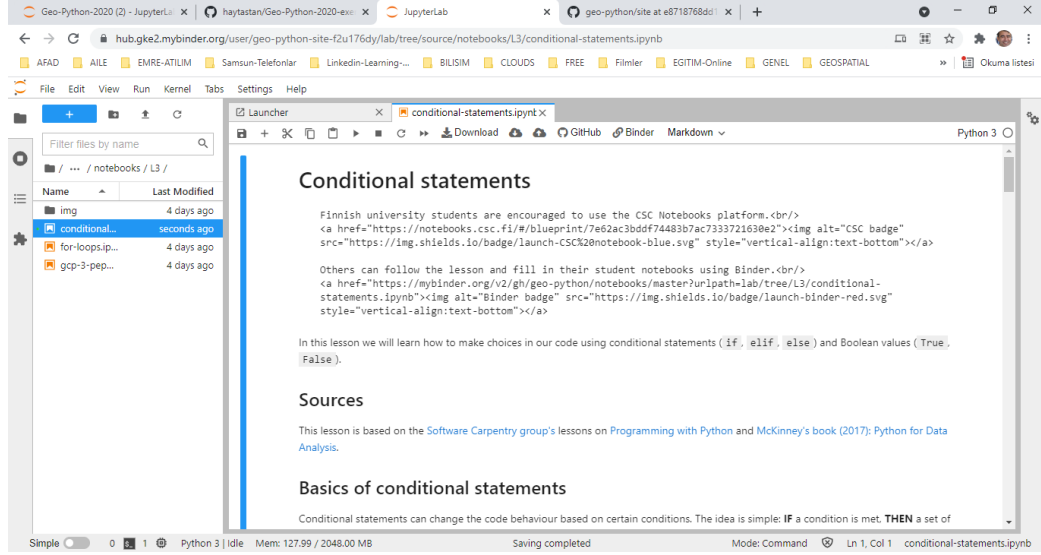 Geo-Python-2020 (2) - JupyterLa
haytastan/Geo-Python-2020-exe
JupyterLab
geo-python/site at e8718768dd1
hub.gke2.mybinder.org/user/geo-python-site-f2u176dy/lab/tree/source/notebooks/L3/conditional-statements.ipynb
AFAD AILE EMRE-ATILIM Samsun-Telefonlar Linkedin-Learning-... BILISIM CLOUDS FREE Filmler EGITIM-Online GENEL GEOSPATIAL » Okuma listesi
File Edit View Run Kernel Tabs Settings Help
Launcher
conditional-statements.ipynb
Download GitHub Binder Markdown Python 3
Filter files by name
/ ... / notebooks / L3 /
Name Last Modified
img 4 days ago
conditional... seconds ago
for-loops.ip... 4 days ago
gcp-3-pep... 4 days ago
Conditional statements
Finnish university students are encouraged to use the CSC Notebooks platform.<br/>
<a href="https://notebooks.csc.fi/#/blueprint/7e62ac3bddf74483b7ac7333721630e2"><img alt="CSC badge"
src="https://img.shields.io/badge/launch-CSC%20notebook-blue.svg" style="vertical-align:text-bottom"></a>
Others can follow the lesson and fill in their student notebooks using Binder.<br/>
<a href="https://mybinder.org/v2/gh/geo-python/notebooks/master?urlpath=lab/tree/L3/conditional-
statements.ipynb"><img alt="Binder badge" src="https://img.shields.io/badge/launch-binder-red.svg"
style="vertical-align:text-bottom"></a>
In this lesson we will learn how to make choices in our code using conditional statements ( if, elif, else ) and Boolean values ( True,
False ).
Sources
This lesson is based on the Software Carpentry group's lessons on Programming with Python and McKinney's book (2017): Python for Data
Analysis.
Basics of conditional statements
Conditional statements can change the code behaviour based on certain conditions. The idea is simple: IF a condition is met, THEN a set of
Simple 0 1 Python 3 | Idle Mem: 127.99 / 2048.00 MB Saving completed Mode: Command Ln 1, Col 1 conditional-statements.ipynb